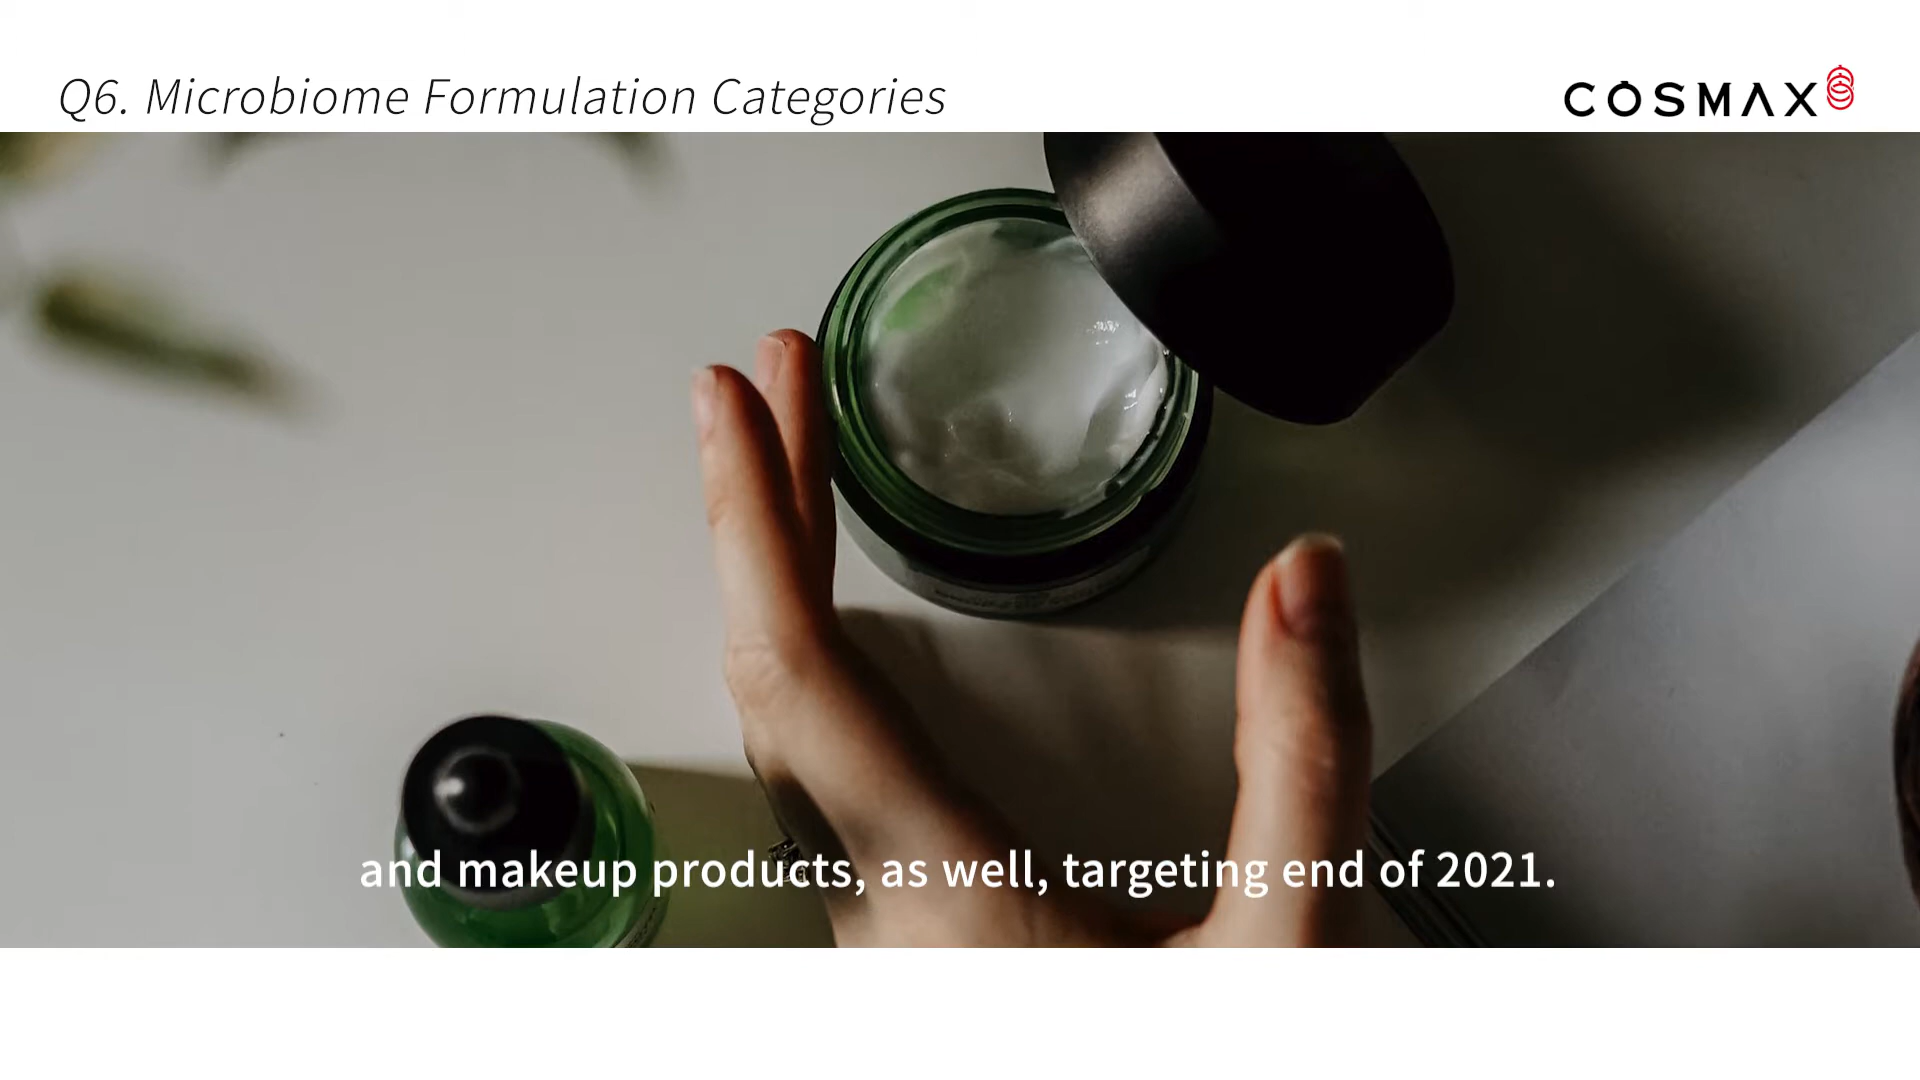 Q6. Microbiome Formulation Categories
COSMAX
and makeup products, as well, targeting end of 2021.